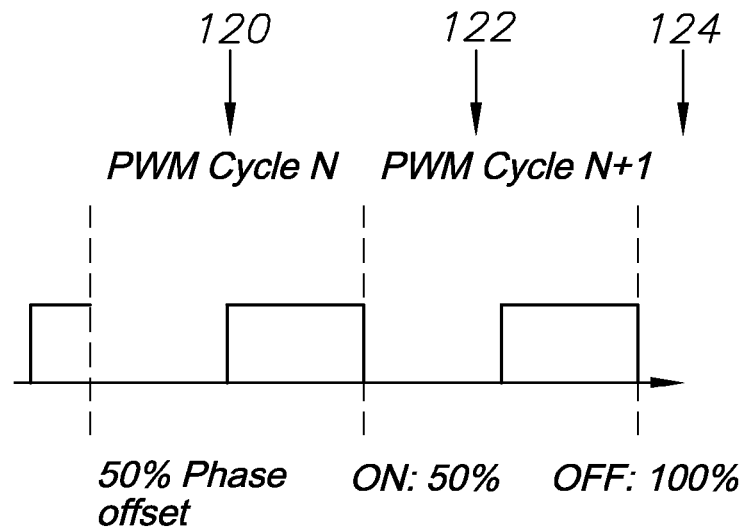 120 122 124
PWM Cycle N PWM Cycle N+1
50% Phase ON: 50% OFF: 100%
offset